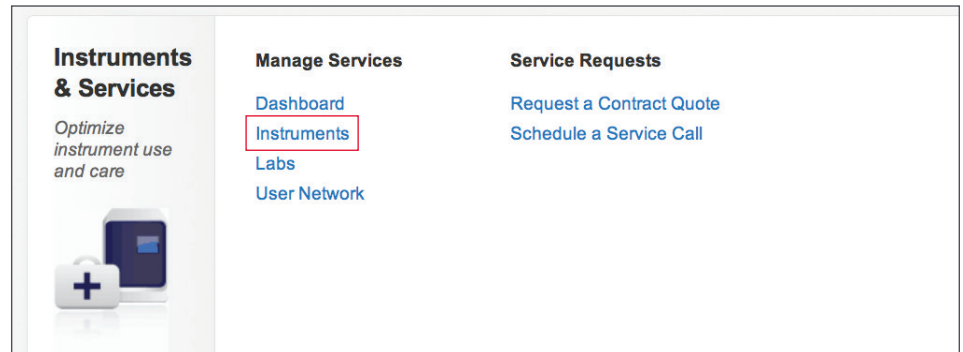 Instruments
& Services
Optimize
instrument use
and care
Manage Services
Dashboard
Instruments
Labs
User Network
Service Requests
Request a Contract Quote
Schedule a Service Call